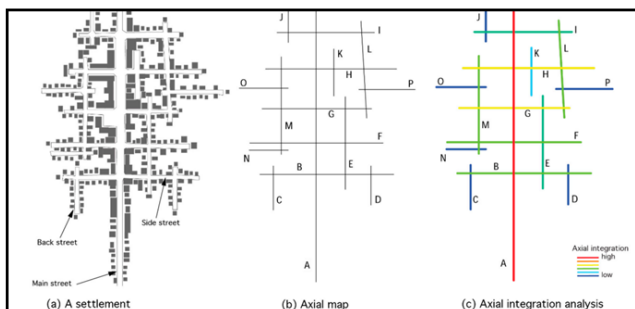 J
I
K
L
H
O
P
G
M
F
N
B
E
C
D
A
Side street
Back street
Main street
(a) A settlement
(b) Axial map
J
I
K
L
H
O
P
G
M
F
N
B
E
C
D
A
Axial integration
high
low
(c) Axial integration analysis